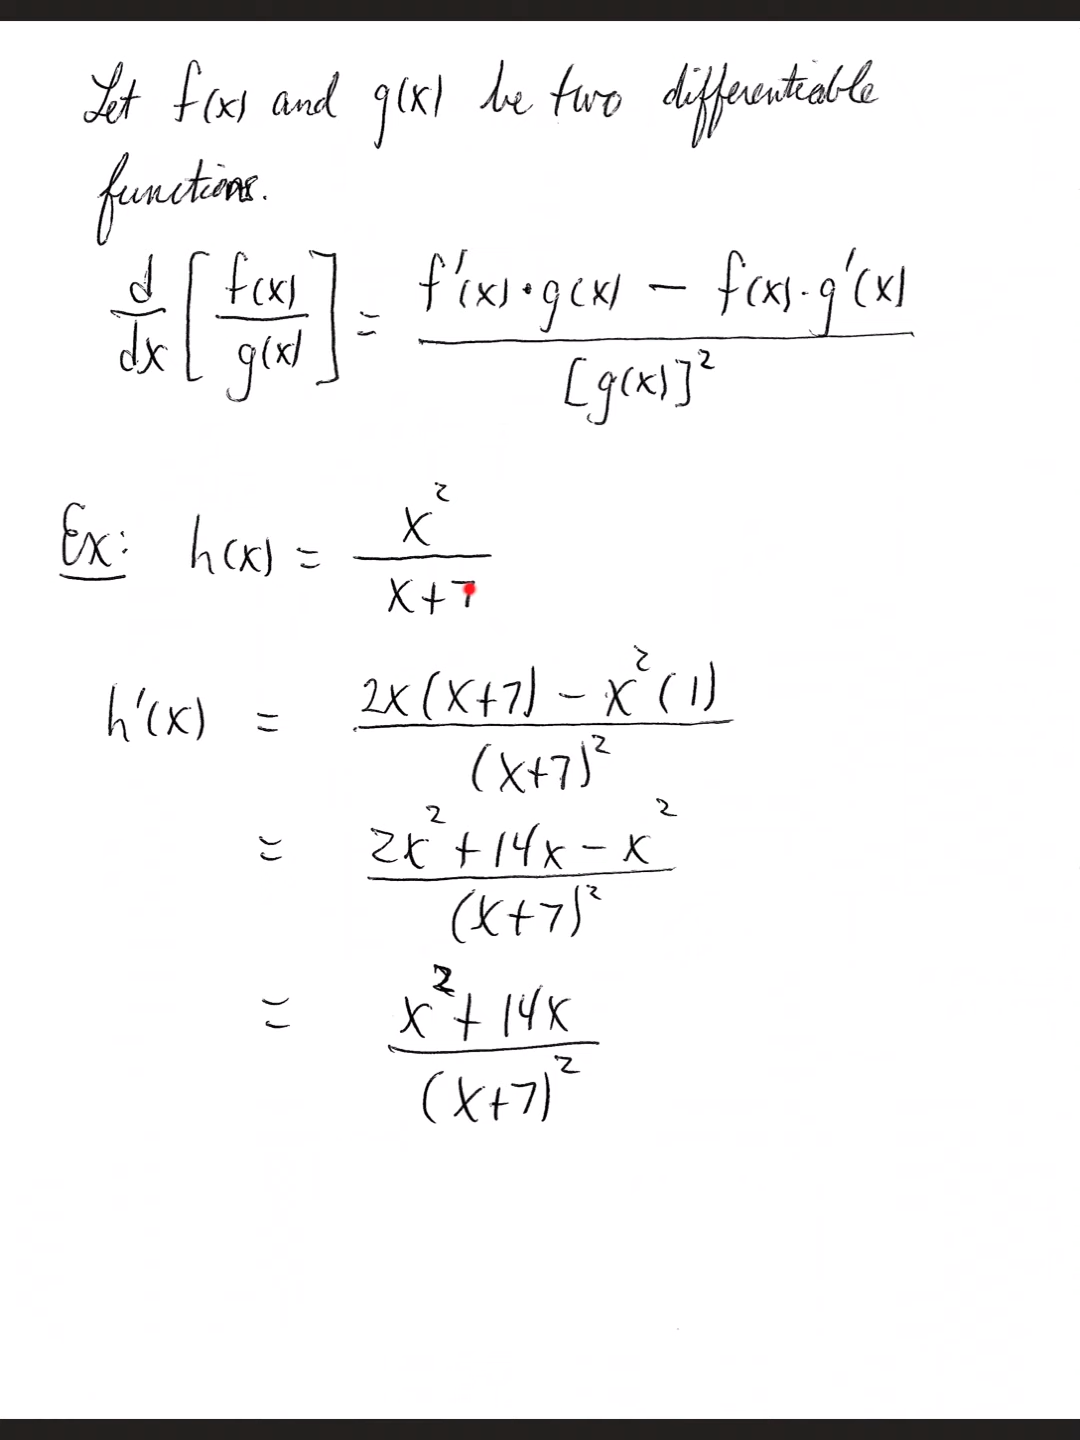 Let f(x) and g(x) be two differentiable
functions.
d/dx [f(x)/g(x)] = (f'(x)·g(x) − f(x)·g'(x))/[g(x)]²
Ex: h(x) = x²/(x+7)
h'(x) = (2x(x+7) − x²(1))/(x+7)²
= (2x²+14x−x²)/(x+7)²
= (x²+14x)/(x+7)²